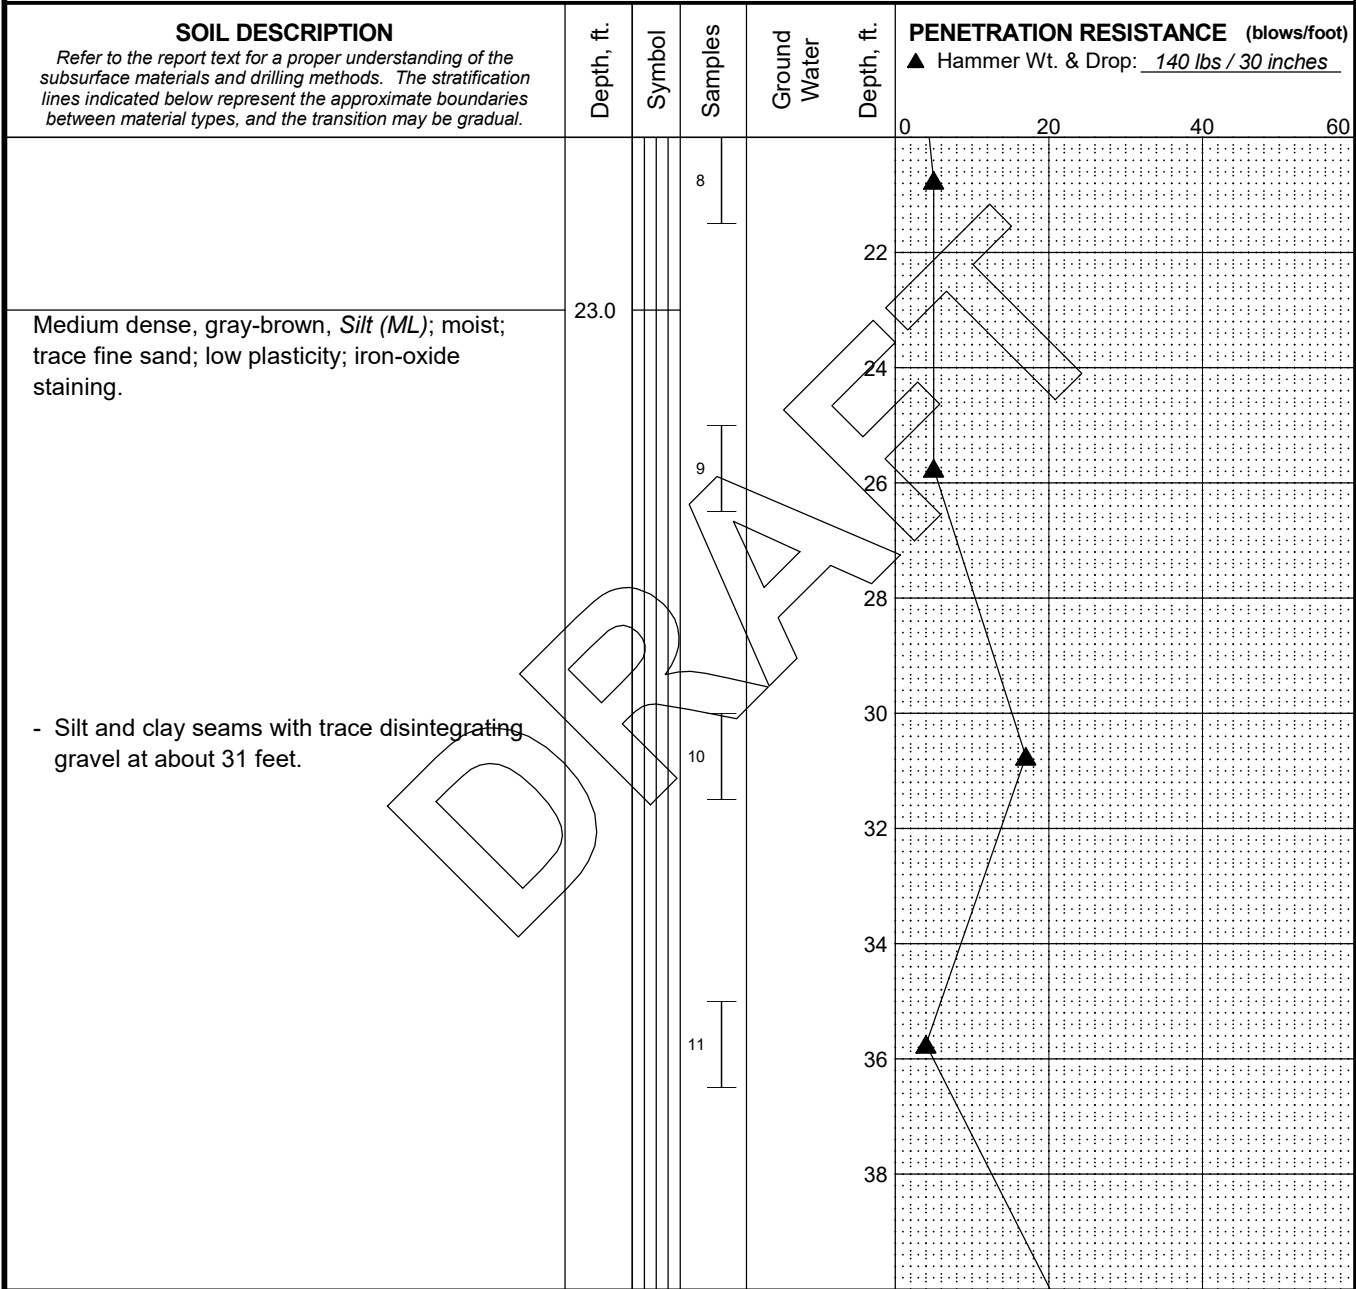 SOIL DESCRIPTION
Refer to the report text for a proper understanding of the
subsurface materials and drilling methods. The stratification
lines indicated below represent the approximate boundaries
between material types, and the transition may be gradual.
Depth, ft.
Symbol
Samples
Ground
Water
Depth, ft.
PENETRATION RESISTANCE (blows/foot)
▲ Hammer Wt. & Drop: 140 lbs / 30 inches
0 20 40 60
8
22
23.0
Medium dense, gray-brown, Silt (ML); moist;
trace fine sand; low plasticity; iron-oxide
staining.
24
9
26
28
30
- Silt and clay seams with trace disintegrating
gravel at about 31 feet.
10
32
34
11
36
38
DRAFT